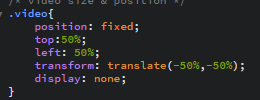 /* video size & position */
.video{
position: fixed;
top:50%;
left: 50%;
transform: translate(-50%,-50%);
display: none;
}